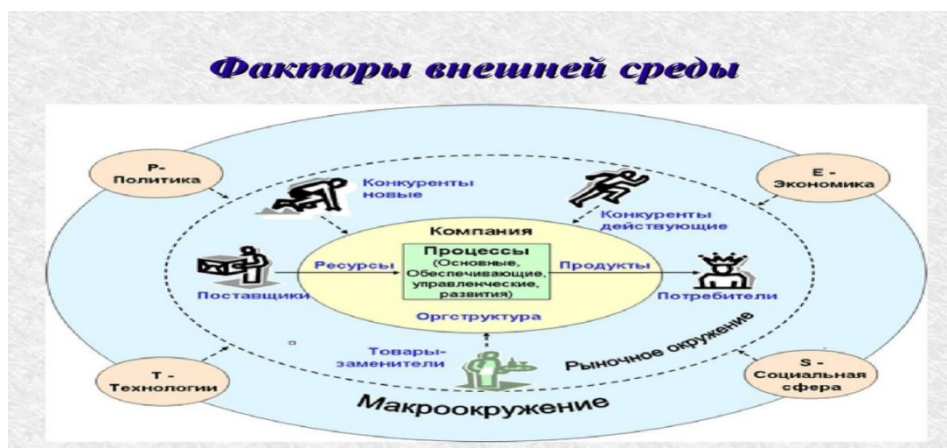 Факторы внешней среды
P-
Политика
E -
Экономика
Конкуренты
новые
Конкуренты
действующие
Компания
Процессы
(Основные,
Обеспечивающие,
управленческие,
развития)
Ресурсы
Продукты
Поставщики
Потребители
Оргструктура
Товары-
заменители
Рыночное окружение
T -
Технологии
S -
Социальная
сфера
Макроокружение